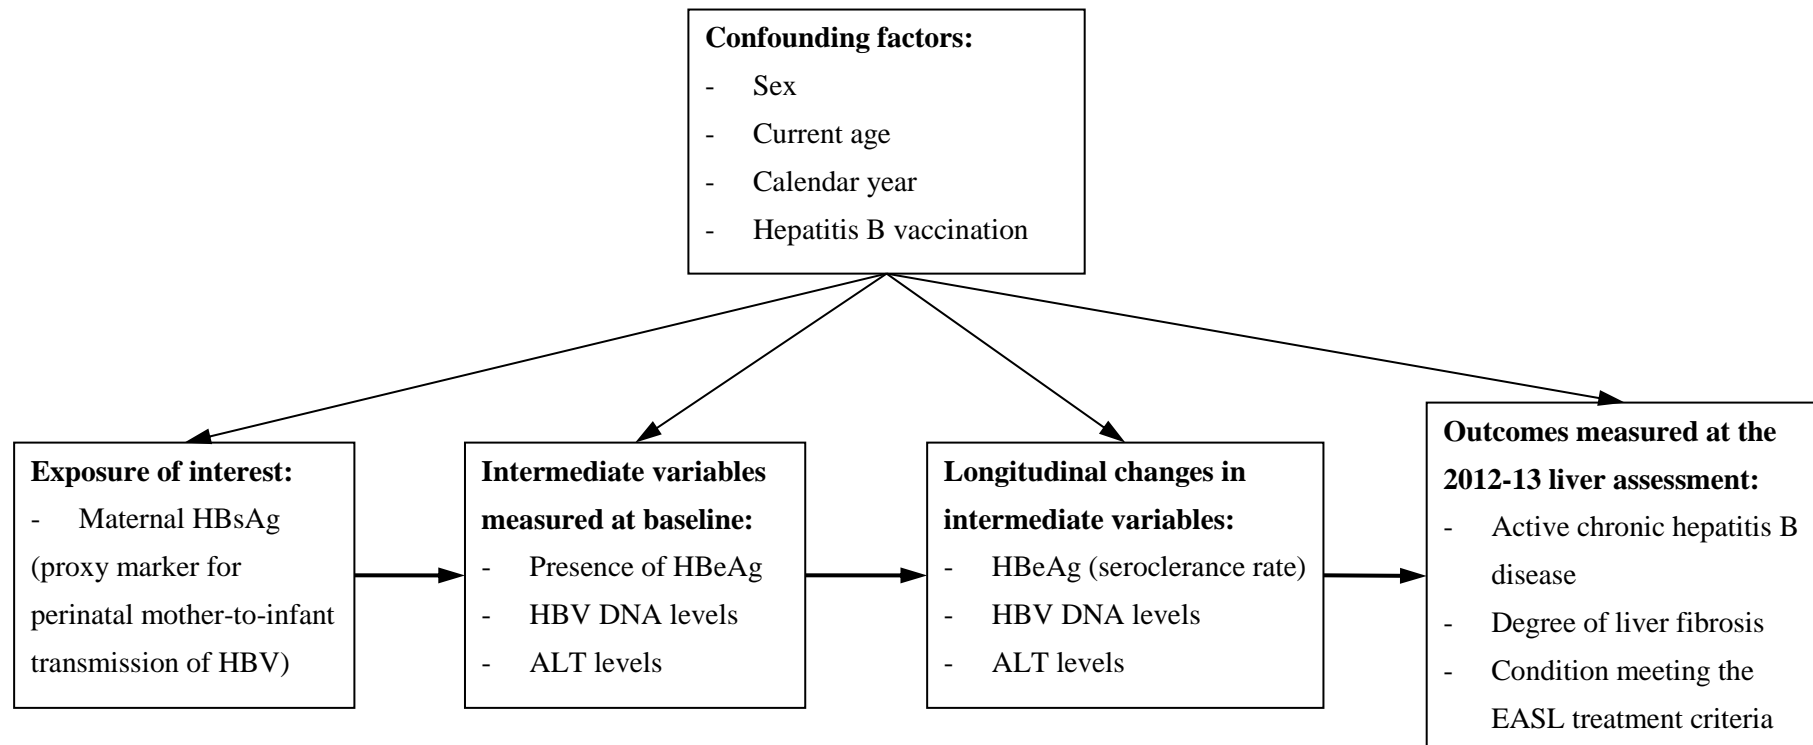 Confounding factors:
- Sex
- Current age
- Calendar year
- Hepatitis B vaccination
Exposure of interest:
- Maternal HBsAg
(proxy marker for
perinatal mother-to-infant
transmission of HBV)
Intermediate variables
measured at baseline:
- Presence of HBeAg
- HBV DNA levels
- ALT levels
Longitudinal changes in
intermediate variables:
- HBeAg (seroclerance rate)
- HBV DNA levels
- ALT levels
Outcomes measured at the
2012-13 liver assessment:
- Active chronic hepatitis B
disease
- Degree of liver fibrosis
- Condition meeting the
EASL treatment criteria